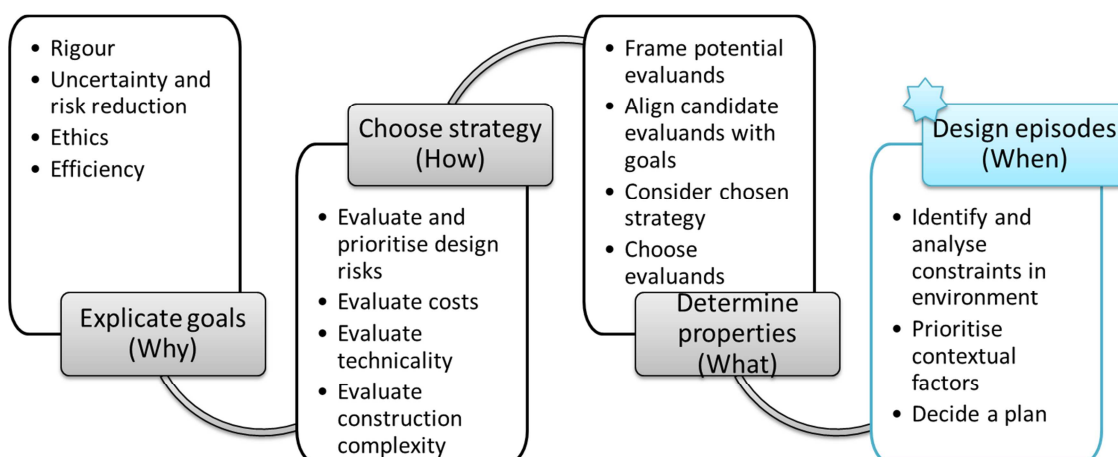 • Rigour
• Uncertainty and
risk reduction
• Ethics
• Efficiency
Explicate goals
(Why)
Choose strategy
(How)
• Evaluate and
prioritise design
risks
• Evaluate costs
• Evaluate
technicality
• Evaluate
construction
complexity
• Frame potential
evaluands
• Align candidate
evaluands with
goals
• Consider chosen
strategy
• Choose
evaluands
Determine
properties
(What)
Design episodes
(When)
• Identify and
analyse
constraints in
environment
• Prioritise
contextual
factors
• Decide a plan